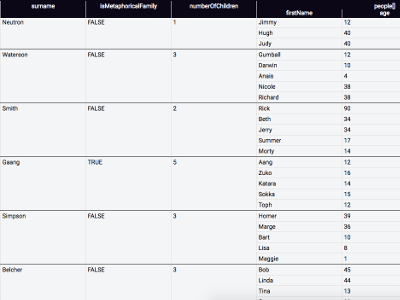 surname isMetaphoricalFamily numberOfChildren people[]
firstName age
Neutron FALSE 1 Jimmy 12
Hugh 40
Judy 40
Waterson FALSE 3 Gumball 12
Darwin 10
Anais 4
Nicole 38
Richard 38
Smith FALSE 2 Rick 90
Beth 34
Jerry 34
Summer 17
Morty 14
Gaang TRUE 5 Aang 12
Zuko 16
Katara 14
Sokka 15
Toph 12
Simpson FALSE 3 Homer 39
Marge 36
Bart 10
Lisa 8
Maggie 1
Belcher FALSE 3 Bob 45
Linda 44
Tina 13